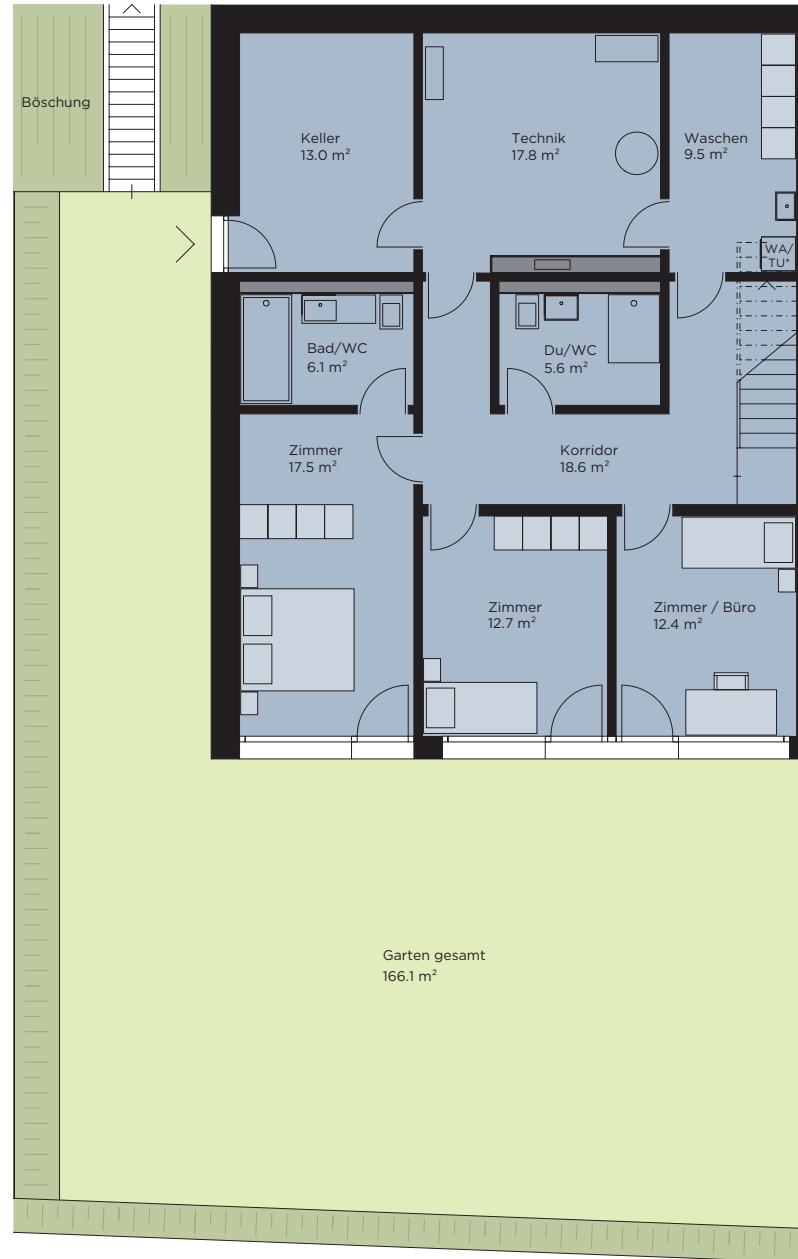 Böschung
Keller
13.0 m²
Technik
17.8 m²
Waschen
9.5 m²
WA/
TU*
Bad/WC
6.1 m²
Du/WC
5.6 m²
Zimmer
17.5 m²
Korridor
18.6 m²
Zimmer
12.7 m²
Zimmer / Büro
12.4 m²
Garten gesamt
166.1 m²